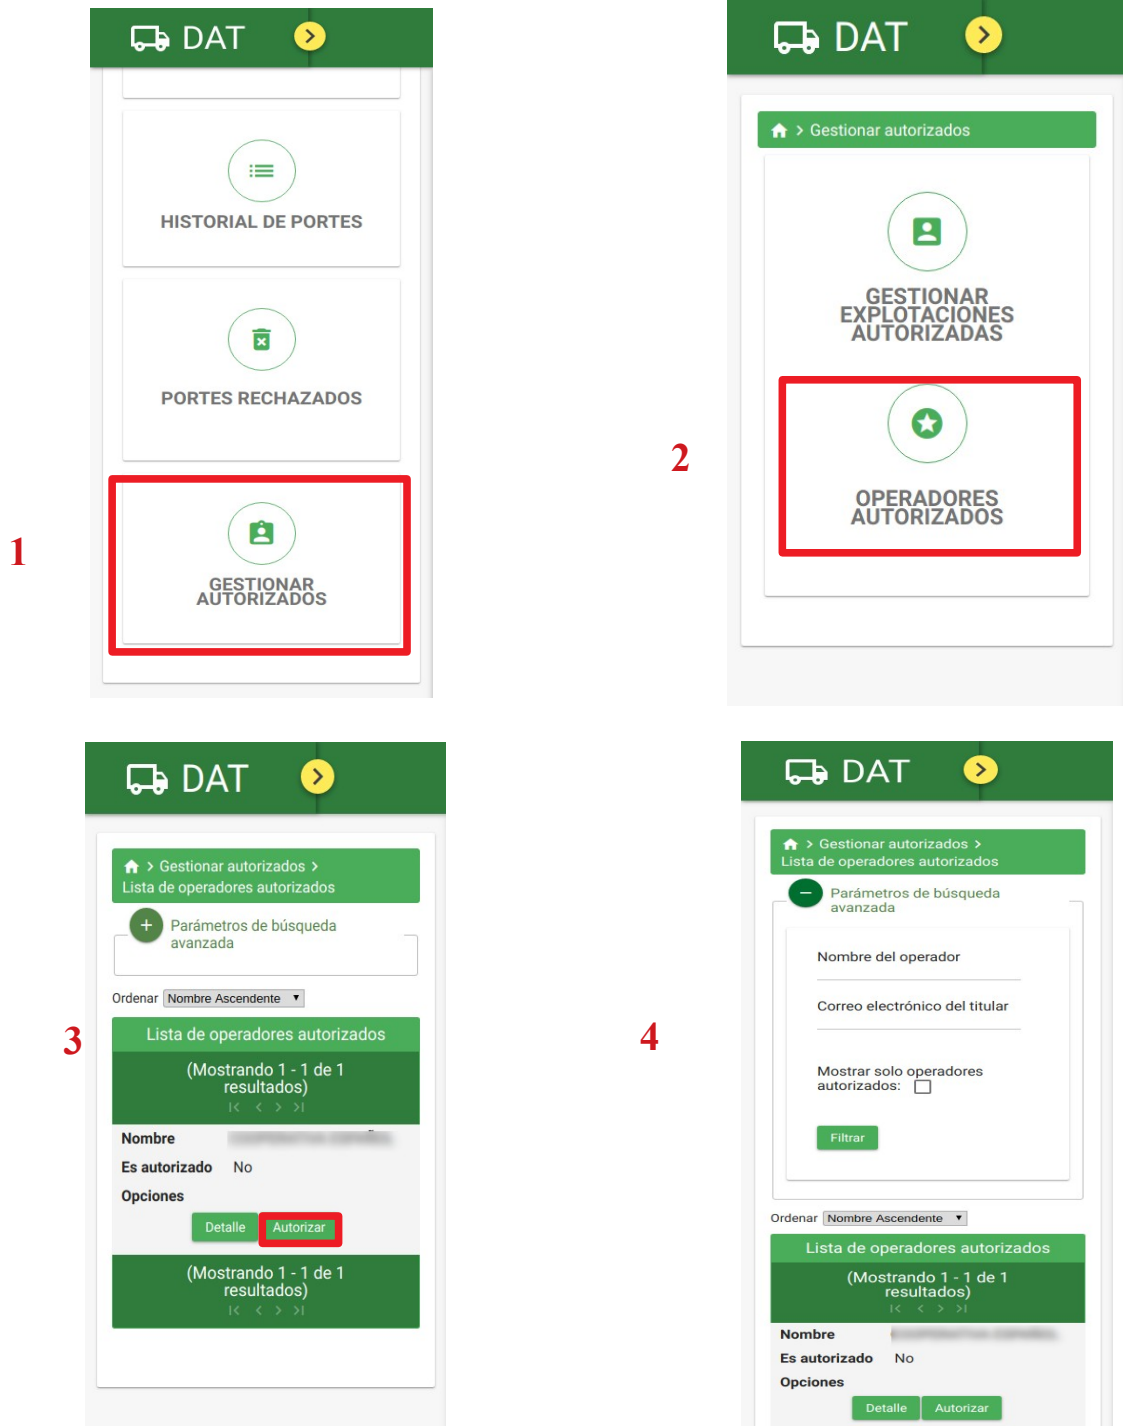 DAT
HISTORIAL DE PORTES
PORTES RECHAZADOS
GESTIONAR
AUTORIZADOS
1
DAT
> Gestionar autorizados
GESTIONAR
EXPLOTACIONES
AUTORIZADAS
OPERADORES
AUTORIZADOS
2
DAT
> Gestionar autorizados >
Lista de operadores autorizados
+ Parámetros de búsqueda
avanzada
Ordenar Nombre Ascendente
Lista de operadores autorizados
(Mostrando 1 - 1 de 1
resultados)
Nombre
Es autorizado No
Opciones
Detalle Autorizar
(Mostrando 1 - 1 de 1
resultados)
3
DAT
> Gestionar autorizados >
Lista de operadores autorizados
− Parámetros de búsqueda
avanzada
Nombre del operador
Correo electrónico del titular
Mostrar solo operadores
autorizados:
Filtrar
Ordenar Nombre Ascendente
Lista de operadores autorizados
(Mostrando 1 - 1 de 1
resultados)
Nombre
Es autorizado No
Opciones
Detalle Autorizar
4